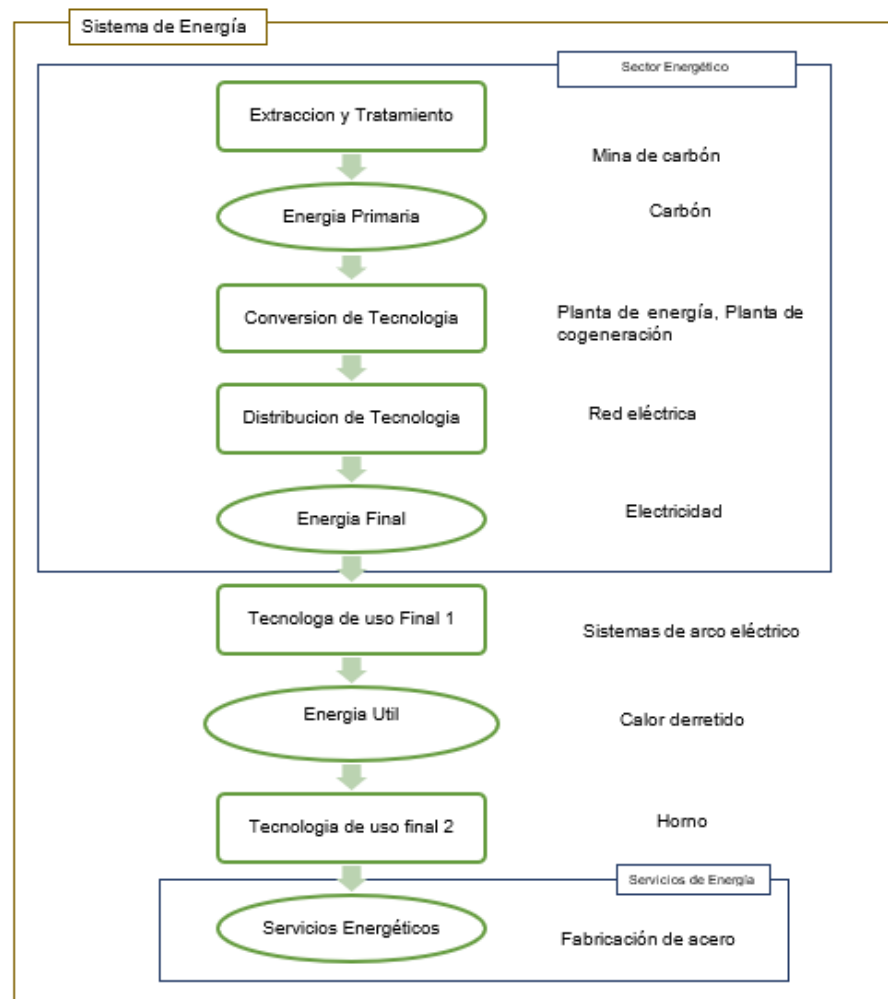 Sistema de Energía
Sector Energético
Extraccion y Tratamiento
Mina de carbón
Energia Primaria
Carbón
Conversion de Tecnologia
Planta de energía, Planta de
cogeneración
Distribucion de Tecnologia
Red eléctrica
Energia Final
Electricidad
Tecnologa de uso Final 1
Sistemas de arco eléctrico
Energia Util
Calor derretido
Tecnologia de uso final 2
Horno
Servicios de Energía
Servicios Energéticos
Fabricación de acero